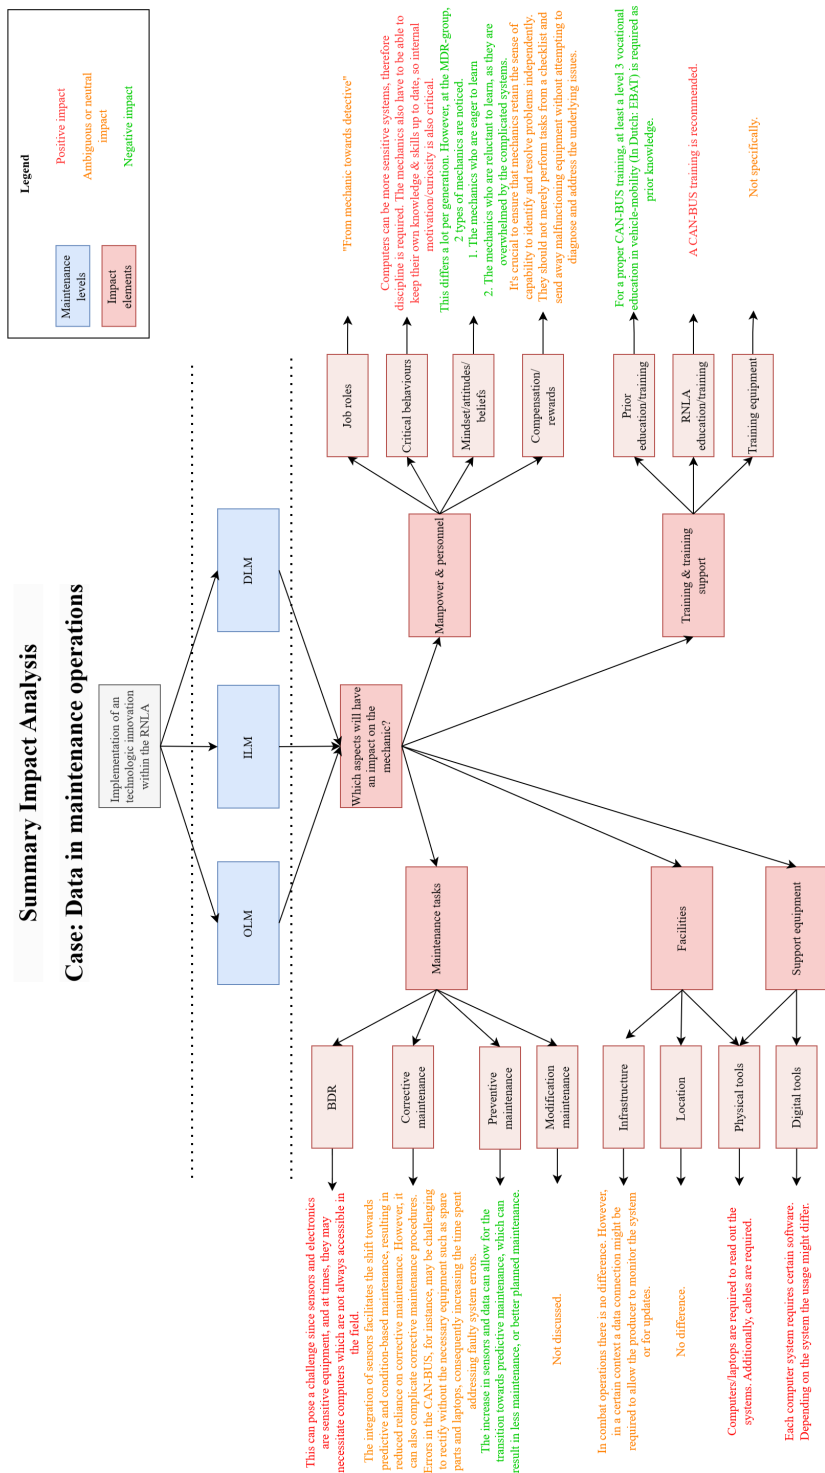 Summary Impact Analysis
Case: Data in maintenance operations
Legend
Maintenance
levels
Impact
elements
Positive impact
Ambiguous or neutral
impact
Negative impact
Implementation of an
technologic innovation
within the RNLA
OLM
ILM
DLM
Which aspects will have
an impact on the
mechanic?
Maintenance tasks
BDR
This can pose a challenge since sensors and electronics
are sensitive equipment, and at times, they may
necessitate computers which are not always accessible in
the field.
Corrective
maintenance
The integration of sensors facilitates the shift towards
predictive and condition-based maintenance, resulting in
reduced reliance on corrective maintenance. However, it
can also complicate corrective maintenance procedures.
Errors in the CAN-BUS, for instance, may be challenging
to rectify without the necessary equipment such as spare
parts and laptops, consequently increasing the time spent
addressing faulty system errors.
Preventive
maintenance
The increase in sensors and data can allow for the
transition towards predictive maintenance, which can
result in less maintenance, or better planned maintenance.
Modification
maintenance
Not discussed.
Facilities
Infrastructure
In combat operations there is no difference. However,
in a certain context a data connection might be
required to allow the producer to monitor the system
or for updates.
Location
No difference.
Physical tools
Computers/laptops are required to read out the
systems. Additionally, cables are required.
Support equipment
Digital tools
Each computer system requires certain software.
Depending on the system the usage might differ.
Manpower & personnel
Job roles
"From mechanic towards detective"
Critical behaviours
Computers can be more sensitive systems, therefore
discipline is required. The mechanics also have to be able to
keep their own knowledge & skills up to date, so internal
motivation/curiosity is also critical.
Mindset/attitudes/
beliefs
This differs a lot per generation. However, at the MDR-group,
2 types of mechanics are noticed.
1. The mechanics who are eager to learn
2. The mechanics who are reluctant to learn, as they are
overwhelmed by the complicated systems.
Compensation/
rewards
It's crucial to ensure that mechanics retain the sense of
capability to identify and resolve problems independently.
They should not merely perform tasks from a checklist and
send away malfunctioning equipment without attempting to
diagnose and address the underlying issues.
Training & training
support
Prior
education/training
For a proper CAN-BUS training, at least a level 3 vocational
education in vehicle-mobility (In Dutch: EBAT) is required as
prior knowledge.
RNLA
education/training
A CAN-BUS training is recommended.
Training equipment
Not specifically.